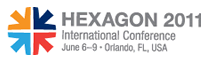 HEXAGON 2011
International Conference
June 6–9 • Orlando, FL, USA